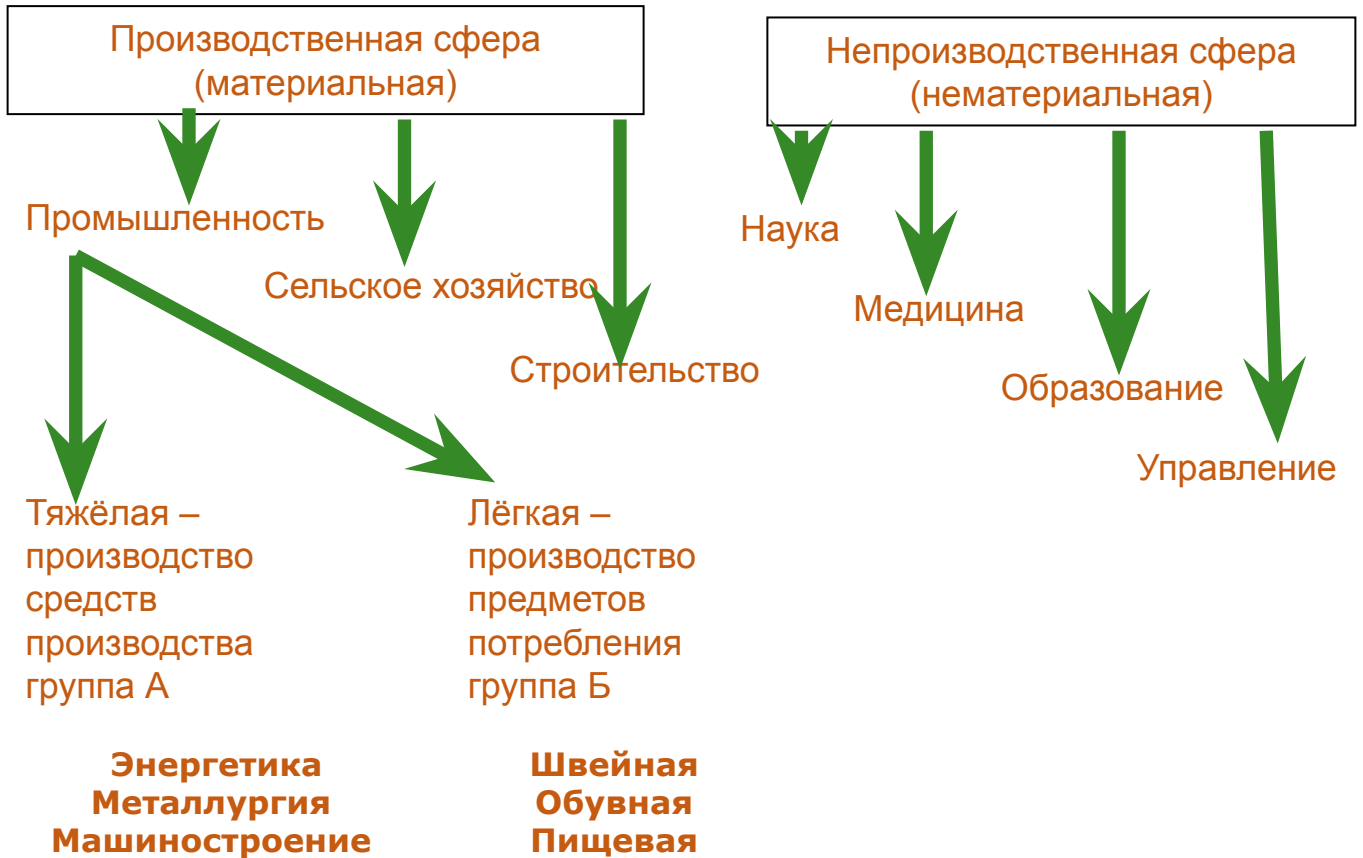 Производственная сфера
(материальная)
Непроизводственная сфера
(нематериальная)
Промышленность
Сельское хозяйство
Строительство
Наука
Медицина
Образование
Управление
Тяжёлая –
производство
средств
производства
группа А
Лёгкая –
производство
предметов
потребления
группа Б
Энергетика
Металлургия
Машиностроение
Швейная
Обувная
Пищевая